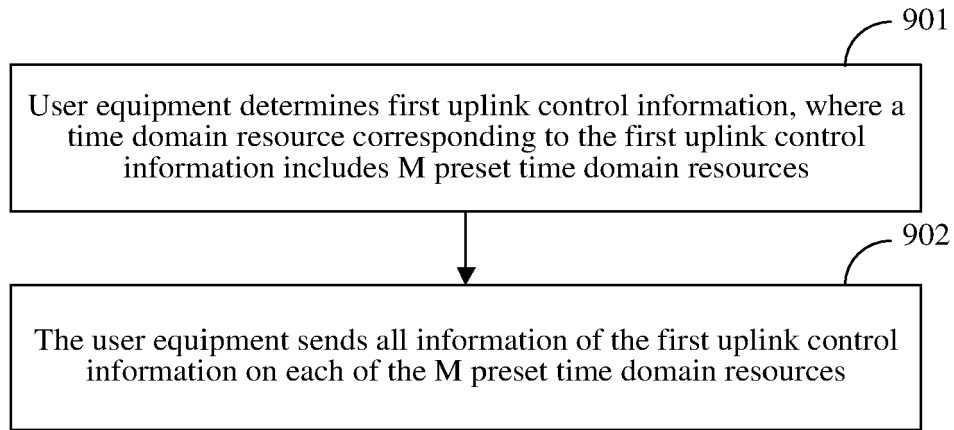 901
User equipment determines first uplink control information, where a
time domain resource corresponding to the first uplink control
information includes M preset time domain resources
902
The user equipment sends all information of the first uplink control
information on each of the M preset time domain resources